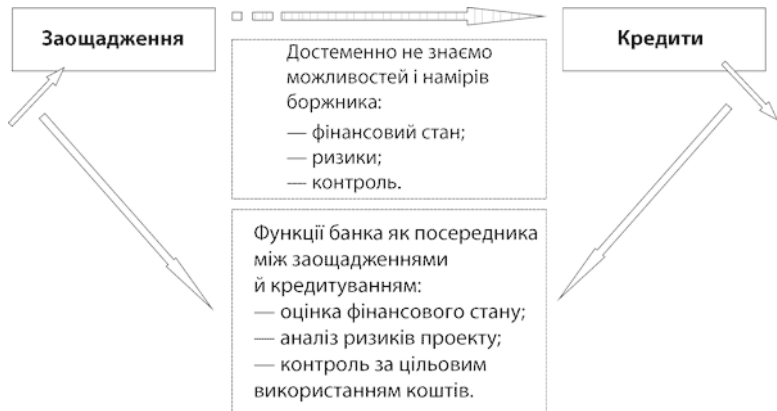 Заощадження
Кредити
Достеменно не знаємо
можливостей і намірів
боржника:
— фінансовий стан;
— ризики;
— контроль.
Функції банка як посередника
між заощадженнями
й кредитуванням:
— оцінка фінансового стану;
— аналіз ризиків проекту;
— контроль за цільовим
використанням коштів.